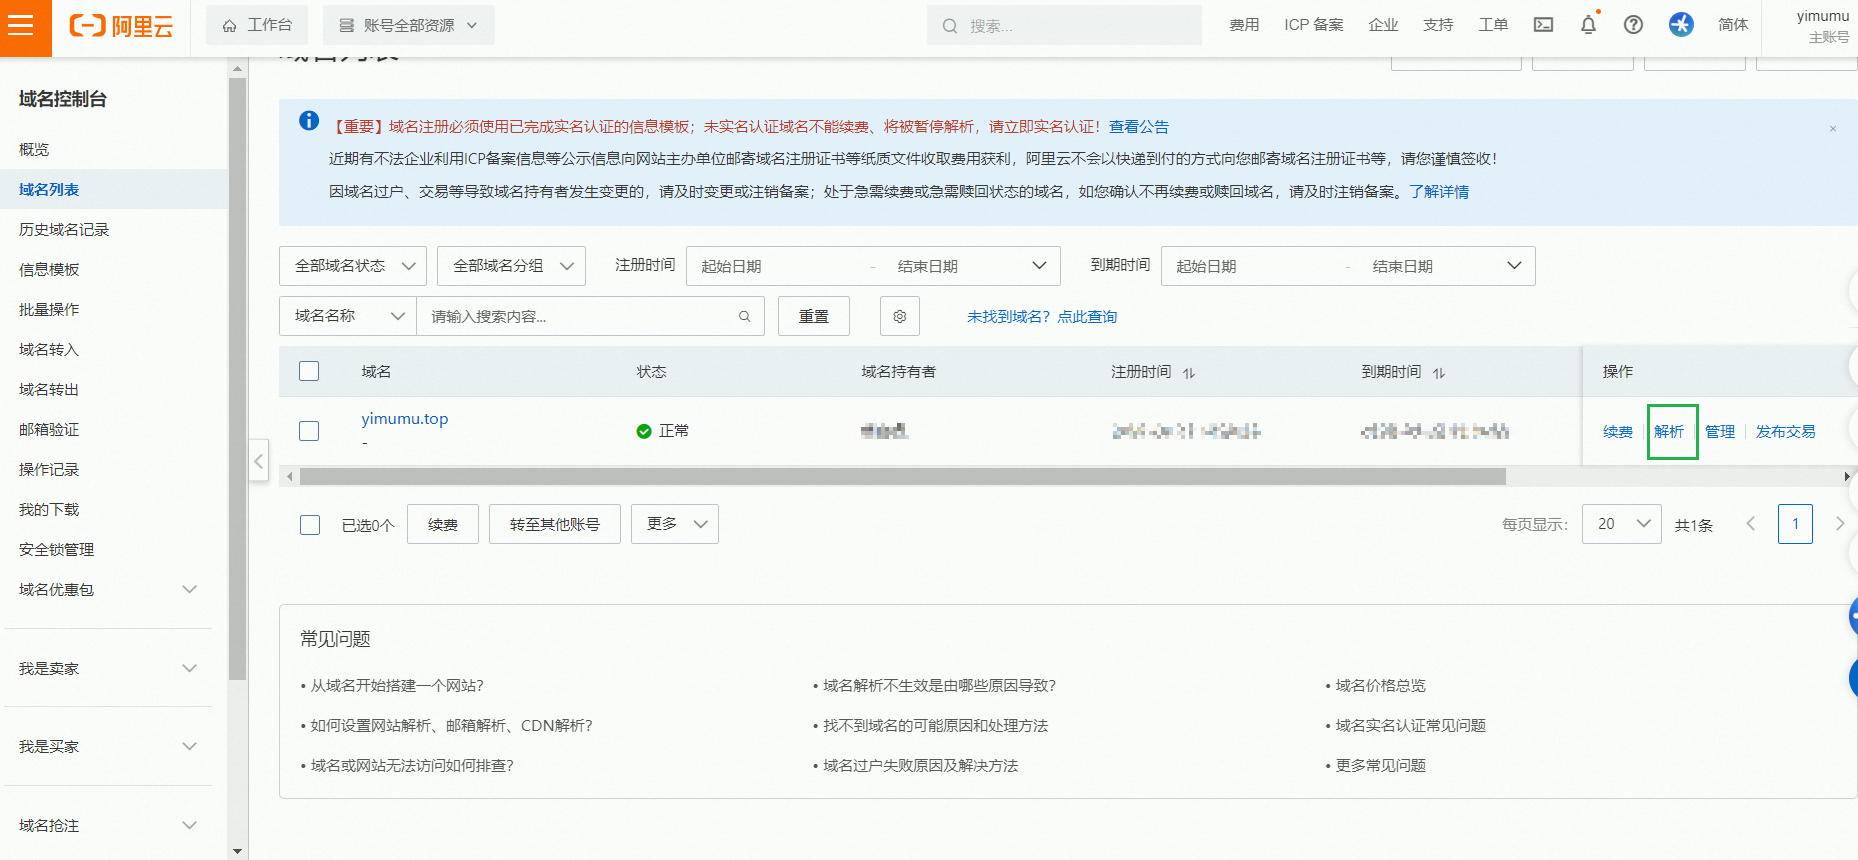 阿里云
工作台
账号全部资源
搜索...
费用
ICP 备案
企业
支持
工单
简体
yimumu
主账号
域名控制台
概览
域名列表
历史域名记录
信息模板
批量操作
域名转入
域名转出
邮箱验证
操作记录
我的下载
安全锁管理
域名优惠包
我是卖家
我是买家
域名抢注
【重要】域名注册必须使用已完成实名认证的信息模板；未实名认证域名不能续费、将被暂停解析，请立即实名认证！查看公告
近期有不法企业利用ICP备案信息等公示信息向网站主办单位邮寄域名注册证书等纸质文件收取费用获利，阿里云不会以快递到付的方式向您邮寄域名注册证书等，请您谨慎签收！
因域名过户、交易等导致域名持有者发生变更的，请及时变更或注销备案；处于急需续费或急需赎回状态的域名，如您确认不再续费或赎回域名，请及时注销备案。了解详情
全部域名状态
全部域名分组
注册时间
起始日期 - 结束日期
到期时间
起始日期 - 结束日期
域名名称
请输入搜索内容...
重置
未找到域名？点此查询
域名 状态 域名持有者 注册时间 到期时间 操作
yimumu.top
-
正常
续费 解析 管理 发布交易
已选0个
续费
转至其他账号
更多
每页显示：
20
共1条
1
常见问题
• 从域名开始搭建一个网站?
• 域名解析不生效是由哪些原因导致?
• 域名价格总览
• 如何设置网站解析、邮箱解析、CDN解析?
• 找不到域名的可能原因和处理方法
• 域名实名认证常见问题
• 域名或网站无法访问如何排查?
• 域名过户失败原因及解决方法
• 更多常见问题